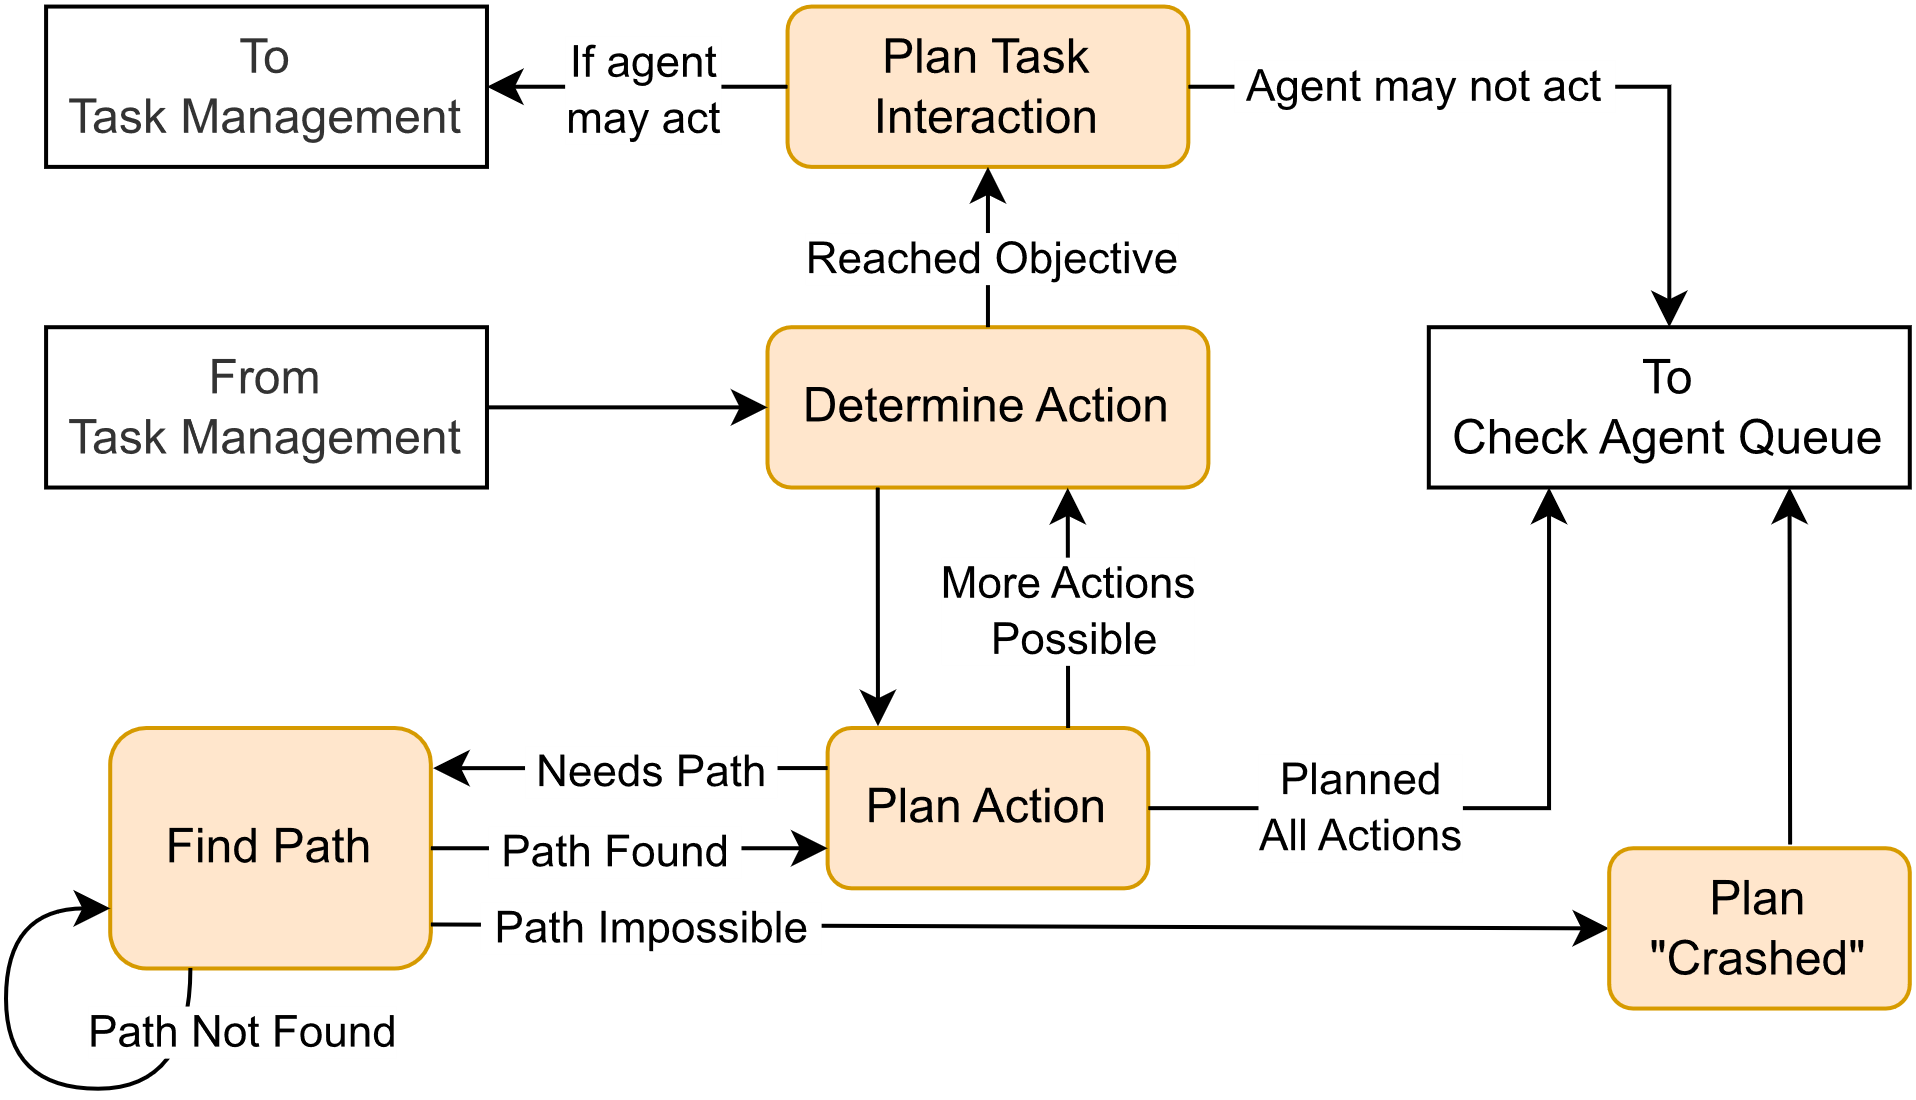 To
Task Management
If agent
may act
Plan Task
Interaction
Agent may not act
Reached Objective
From
Task Management
Determine Action
To
Check Agent Queue
More Actions
Possible
Find Path
Needs Path
Path Found
Path Impossible
Plan Action
Planned
All Actions
Plan
"Crashed"
Path Not Found